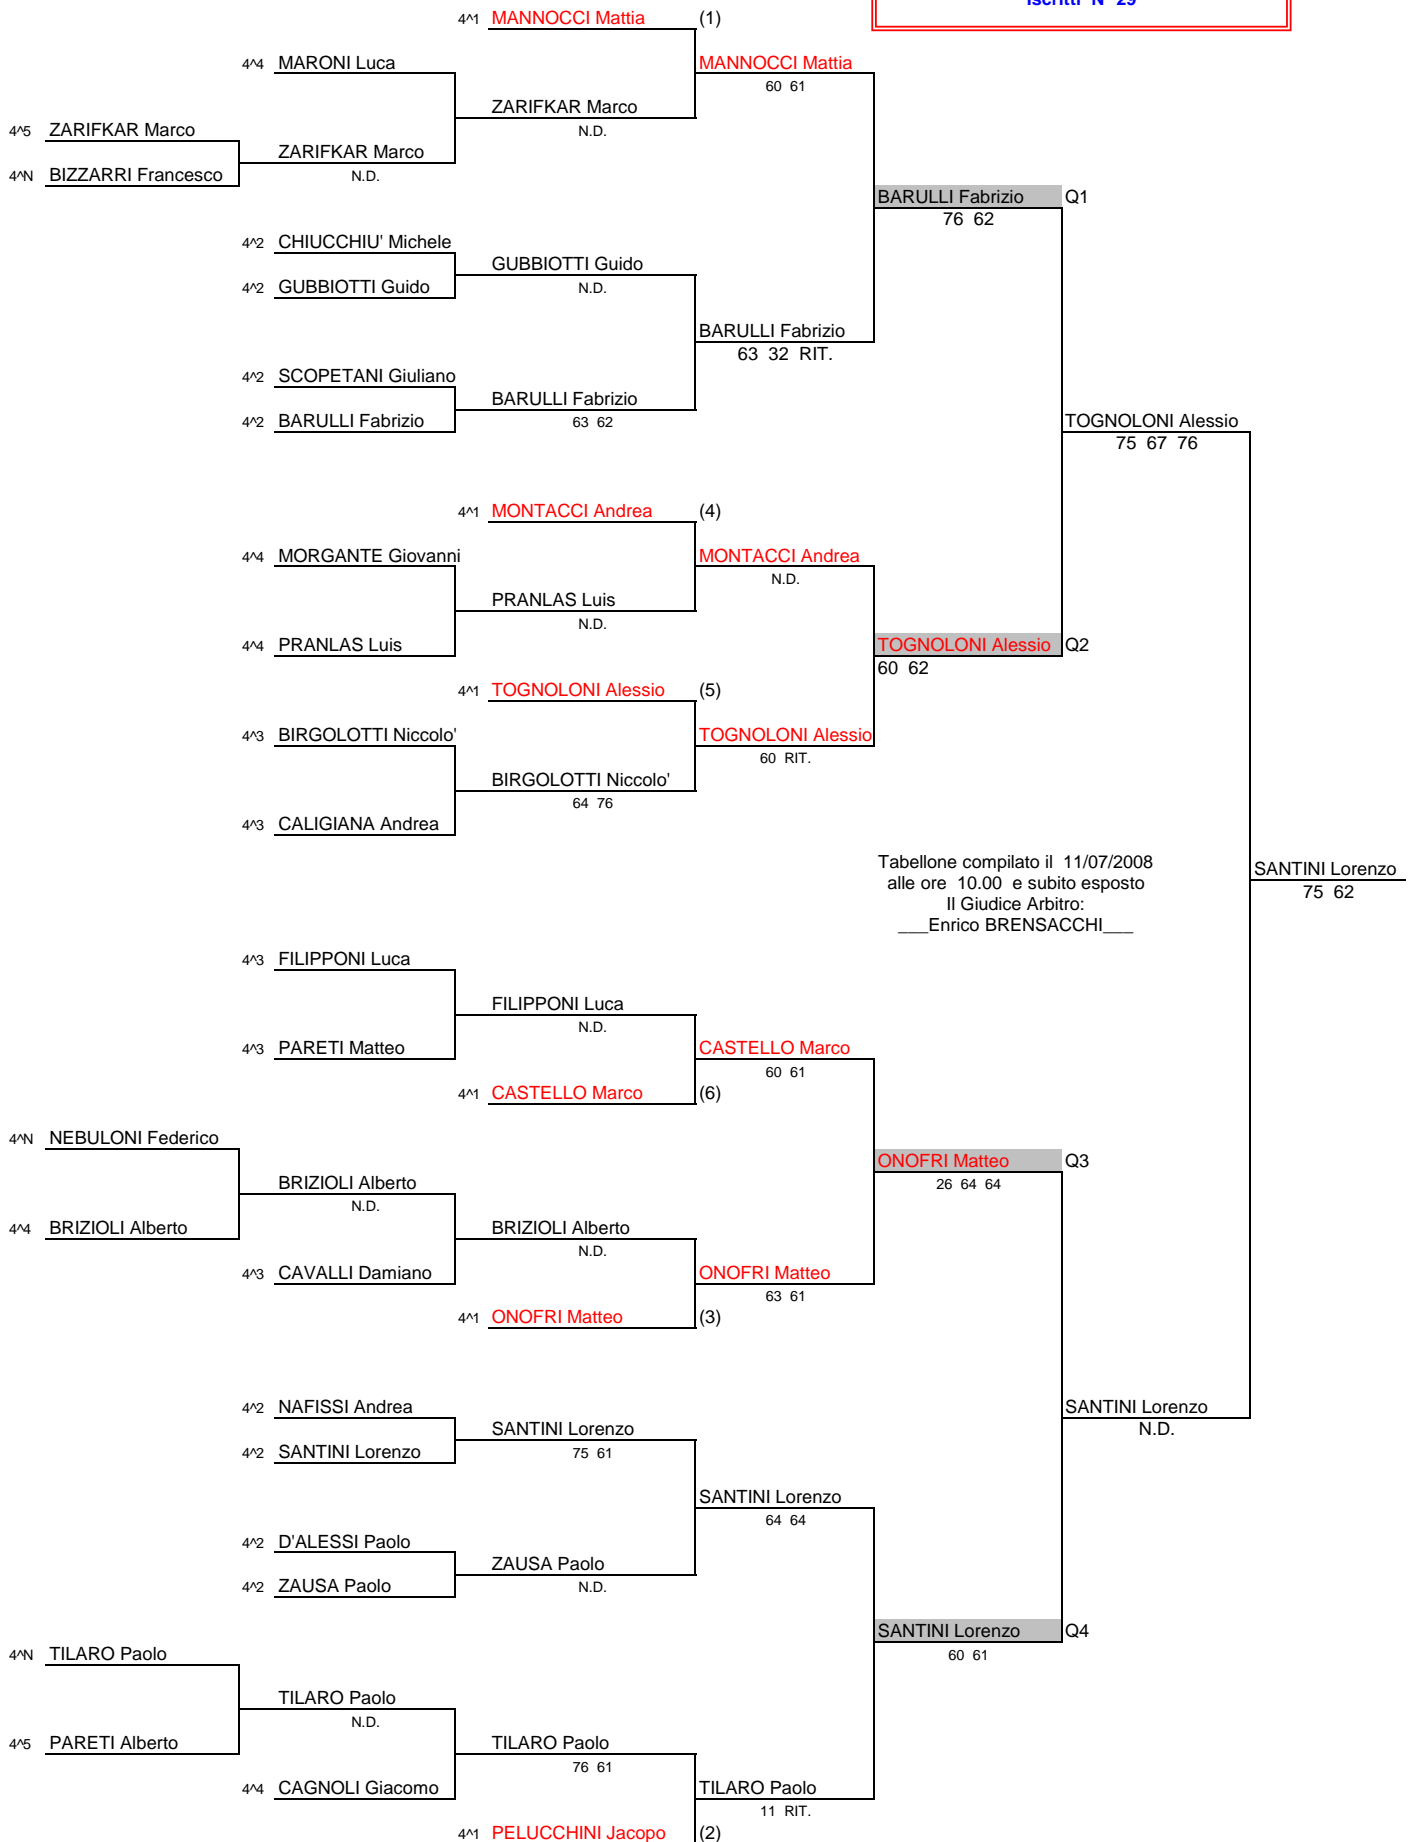 Iscritti N° 29
4^1 MANNOCCI Mattia (1)
4^4 MARONI Luca
MANNOCCI Mattia
60 61
ZARIFKAR Marco
N.D.
4^5 ZARIFKAR Marco
ZARIFKAR Marco
N.D.
4^N BIZZARRI Francesco
BARULLI Fabrizio Q1
76 62
4^2 CHIUCCHIU' Michele
GUBBIOTTI Guido
N.D.
4^2 GUBBIOTTI Guido
BARULLI Fabrizio
63 32 RIT.
4^2 SCOPETANI Giuliano
BARULLI Fabrizio
63 62
4^2 BARULLI Fabrizio
TOGNOLONI Alessio
75 67 76
4^1 MONTACCI Andrea (4)
4^4 MORGANTE Giovanni
MONTACCI Andrea
N.D.
PRANLAS Luis
N.D.
4^4 PRANLAS Luis
TOGNOLONI Alessio Q2
60 62
4^1 TOGNOLONI Alessio (5)
4^3 BIRGOLOTTI Niccolo'
TOGNOLONI Alessio
60 RIT.
BIRGOLOTTI Niccolo'
64 76
4^3 CALIGIANA Andrea
Tabellone compilato il 11/07/2008
alle ore 10.00 e subito esposto
Il Giudice Arbitro:
___Enrico BRENSACCHI___
SANTINI Lorenzo
75 62
4^3 FILIPPONI Luca
FILIPPONI Luca
N.D.
4^3 PARETI Matteo
CASTELLO Marco
60 61
4^1 CASTELLO Marco (6)
4^N NEBULONI Federico
ONOFRI Matteo Q3
26 64 64
BRIZIOLI Alberto
N.D.
4^4 BRIZIOLI Alberto
BRIZIOLI Alberto
N.D.
4^3 CAVALLI Damiano
ONOFRI Matteo
63 61
4^1 ONOFRI Matteo (3)
4^2 NAFISSI Andrea
SANTINI Lorenzo
N.D.
SANTINI Lorenzo
75 61
4^2 SANTINI Lorenzo
SANTINI Lorenzo
64 64
4^2 D'ALESSI Paolo
ZAUSA Paolo
N.D.
4^2 ZAUSA Paolo
SANTINI Lorenzo Q4
60 61
4^N TILARO Paolo
TILARO Paolo
N.D.
4^5 PARETI Alberto
TILARO Paolo
76 61
4^4 CAGNOLI Giacomo
TILARO Paolo
11 RIT.
4^1 PELUCCHINI Jacopo (2)